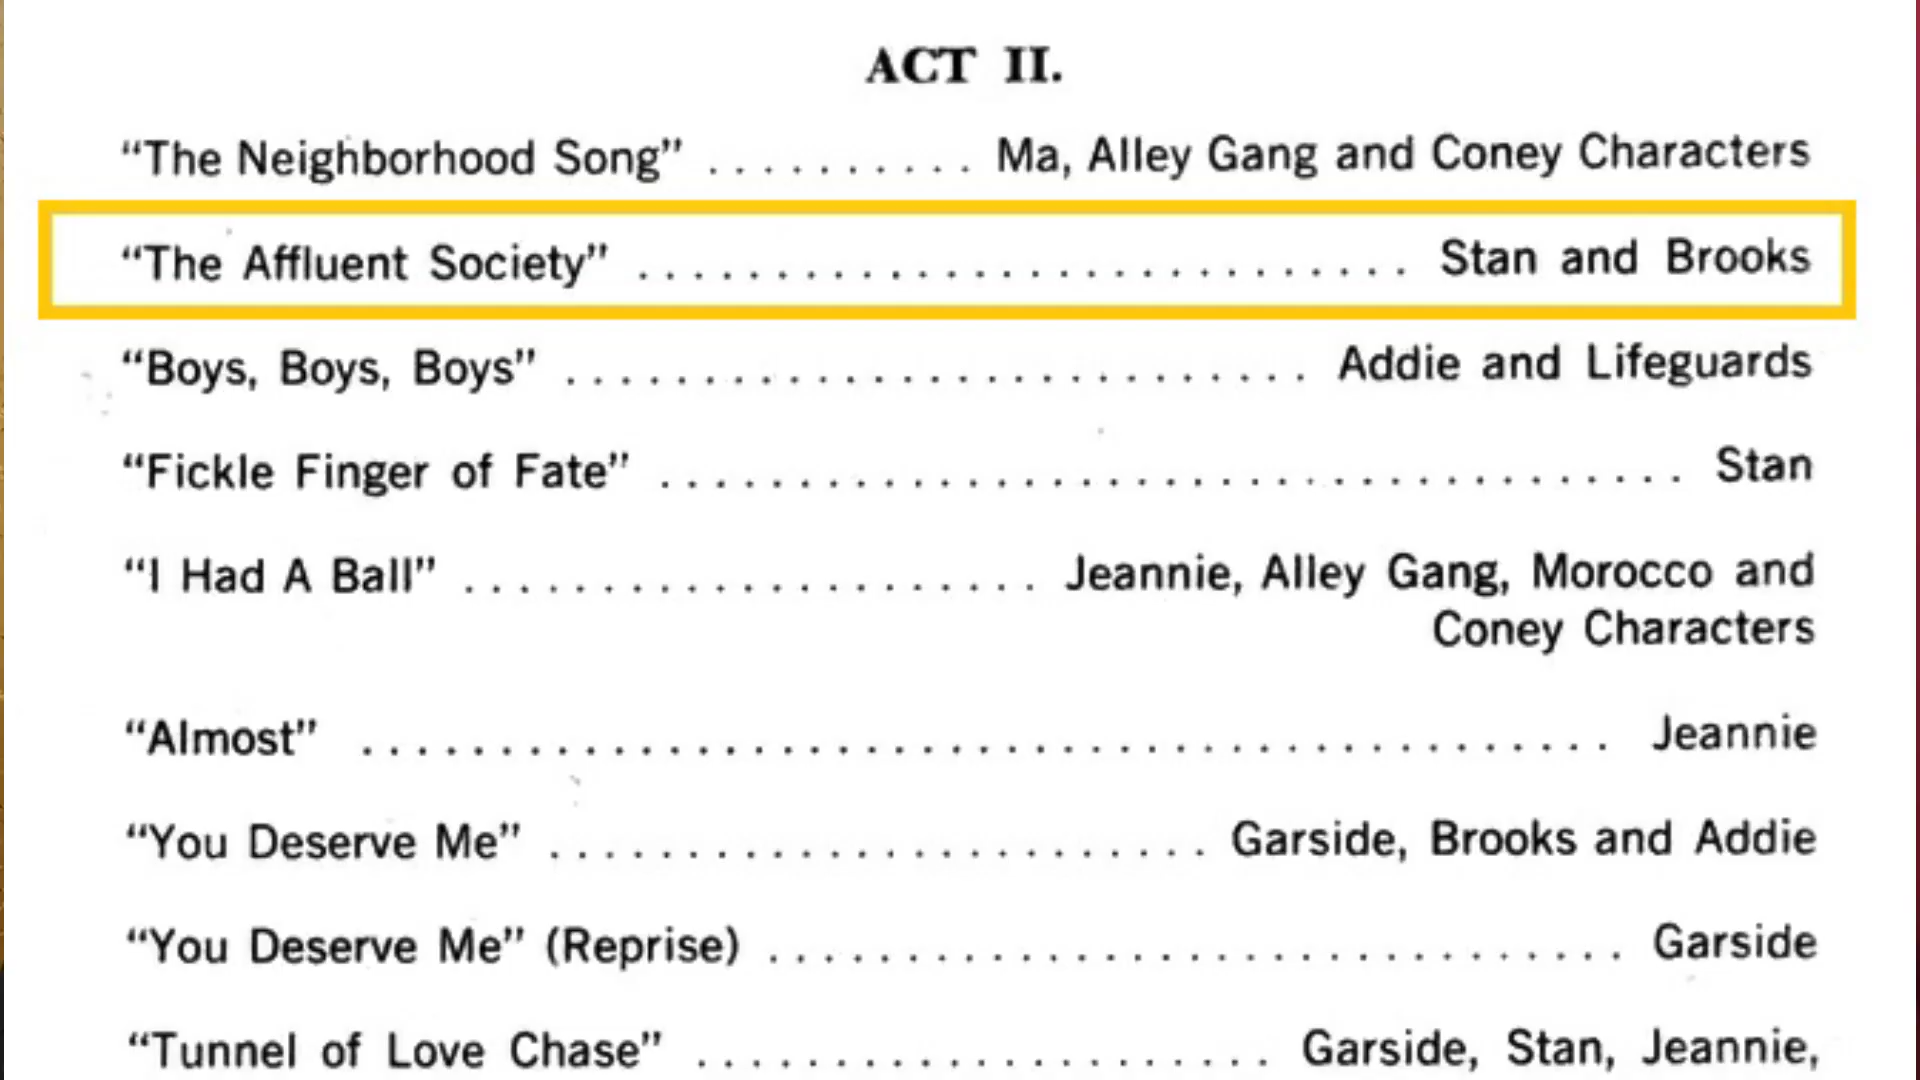 ACT II.
“The Neighborhood Song” .......... Ma, Alley Gang and Coney Characters
“The Affluent Society” ............................ Stan and Brooks
“Boys, Boys, Boys” ........................... Addie and Lifeguards
“Fickle Finger of Fate” ..................................... Stan
“I Had A Ball” ..................... Jeannie, Alley Gang, Morocco and
Coney Characters
“Almost” .............................................. Jeannie
“You Deserve Me” ........................ Garside, Brooks and Addie
“You Deserve Me” (Reprise) ............................... Garside
“Tunnel of Love Chase” ..................... Garside, Stan, Jeannie,